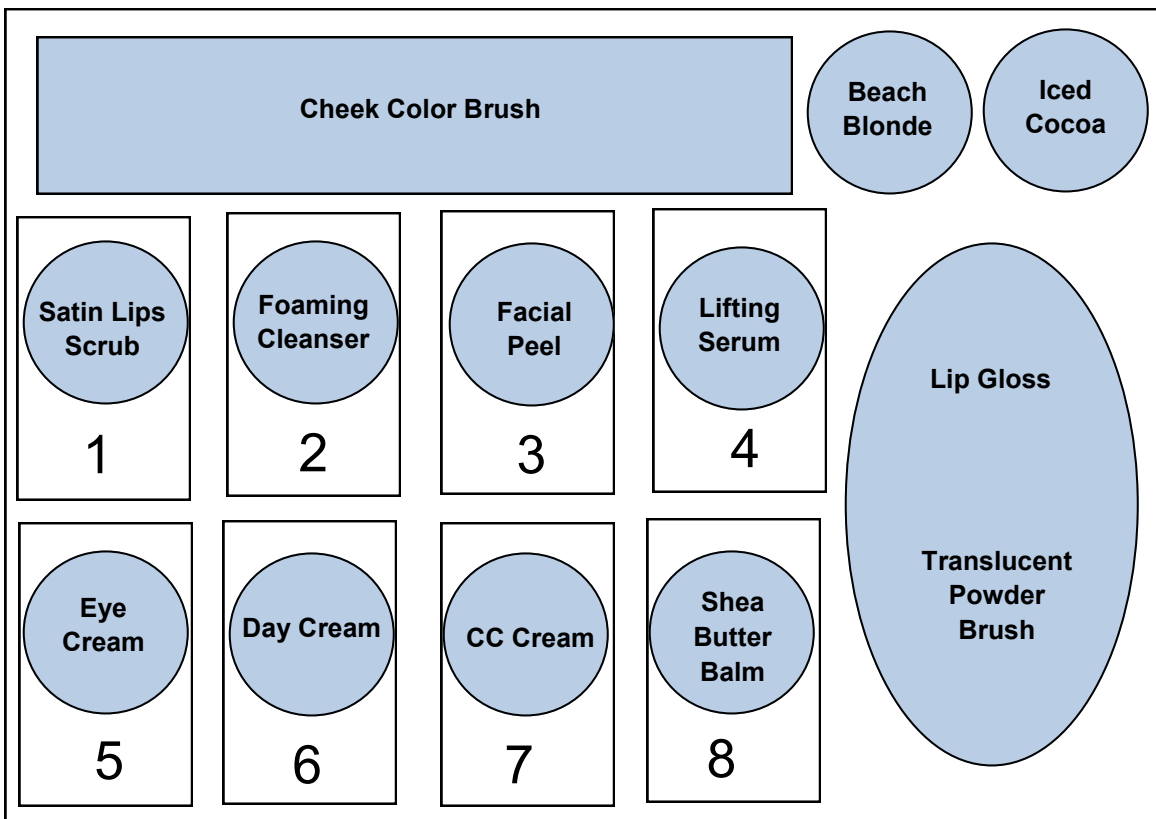 Cheek Color Brush
Beach
Blonde
Iced
Cocoa
Satin Lips
Scrub
1
Foaming
Cleanser
2
Facial
Peel
3
Lifting
Serum
4
Lip Gloss
Translucent
Powder
Brush
Eye
Cream
5
Day Cream
6
CC Cream
7
Shea
Butter
Balm
8